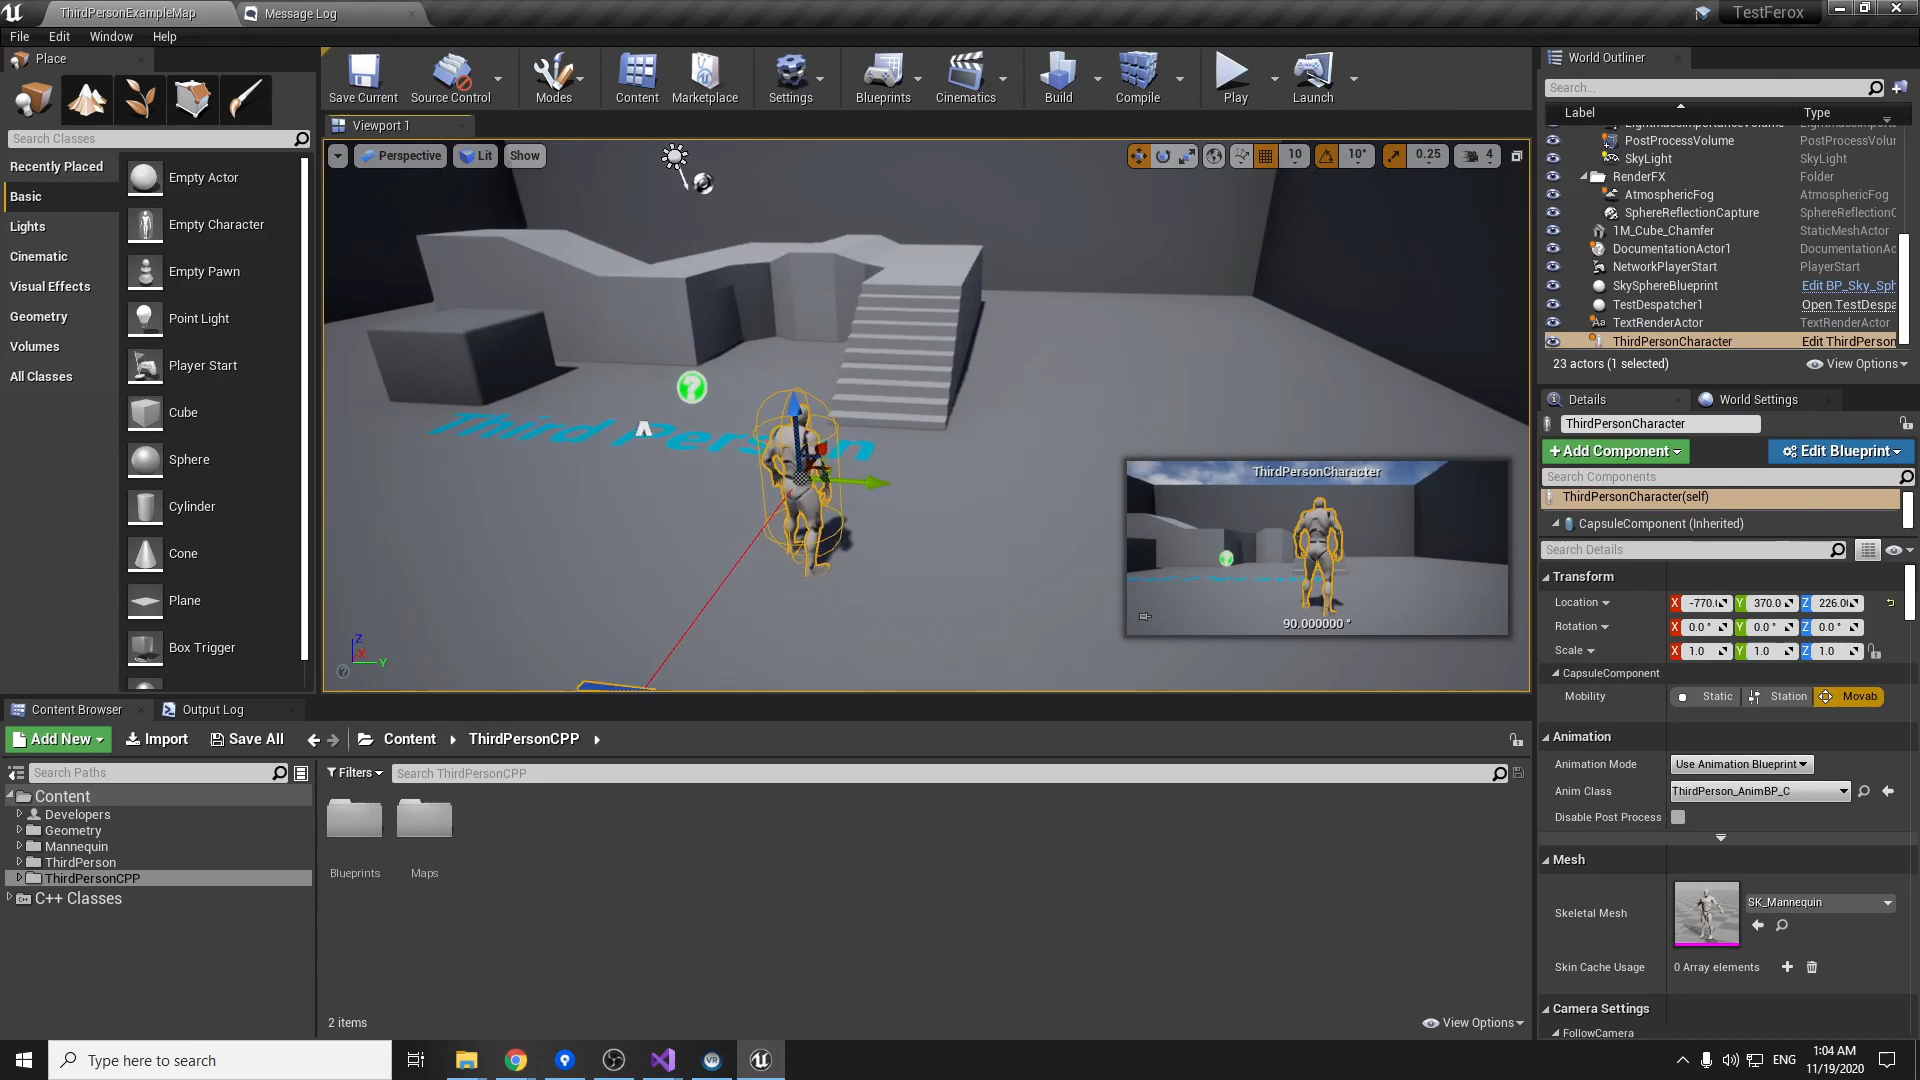 ThirdPersonExampleMap
Message Log
TestFerox
File Edit Window Help
Place
Search Classes
Recently Placed
Basic
Lights
Cinematic
Visual Effects
Geometry
Volumes
All Classes
Empty Actor
Empty Character
Empty Pawn
Point Light
Player Start
Cube
Sphere
Cylinder
Cone
Plane
Box Trigger
Save Current
Source Control
Modes
Content
Marketplace
Settings
Blueprints
Cinematics
Build
Compile
Play
Launch
Viewport 1
Perspective Lit Show
10 10° 0.25 4
Third Person
ThirdPersonCharacter
90.000000 °
Z
X
Y
World Outliner
Search...
Label Type
PostProcessVolume PostProcessVolur
SkyLight SkyLight
RenderFX Folder
AtmosphericFog AtmosphericFog
SphereReflectionCapture SphereReflectionC
1M_Cube_Chamfer StaticMeshActor
DocumentationActor1 DocumentationAc
NetworkPlayerStart PlayerStart
SkySphereBlueprint Edit BP_Sky_Sph
TestDespatcher1 Open TestDespa
TextRenderActor TextRenderActor
ThirdPersonCharacter Edit ThirdPerson
23 actors (1 selected) View Options
Details World Settings
ThirdPersonCharacter
Add Component Edit Blueprint
Search Components
ThirdPersonCharacter(self)
CapsuleComponent (Inherited)
Search Details
Transform
Location X -770.( Y 370.0 Z 226.0(
Rotation X 0.0 ° Y 0.0 ° Z 0.0 °
Scale X 1.0 Y 1.0 Z 1.0
CapsuleComponent
Mobility Static Station Movab
Animation
Animation Mode Use Animation Blueprint
Anim Class ThirdPerson_AnimBP_C
Disable Post Process
Mesh
Skeletal Mesh SK_Mannequin
Skin Cache Usage 0 Array elements
Camera Settings
FollowCamera
Content Browser Output Log
Add New Import Save All Content ThirdPersonCPP
Search Paths
Filters Search ThirdPersonCPP
Content
Developers
Geometry
Mannequin
ThirdPerson
ThirdPersonCPP
C++ Classes
Blueprints Maps
2 items View Options
Type here to search
ENG
1:04 AM
11/19/2020